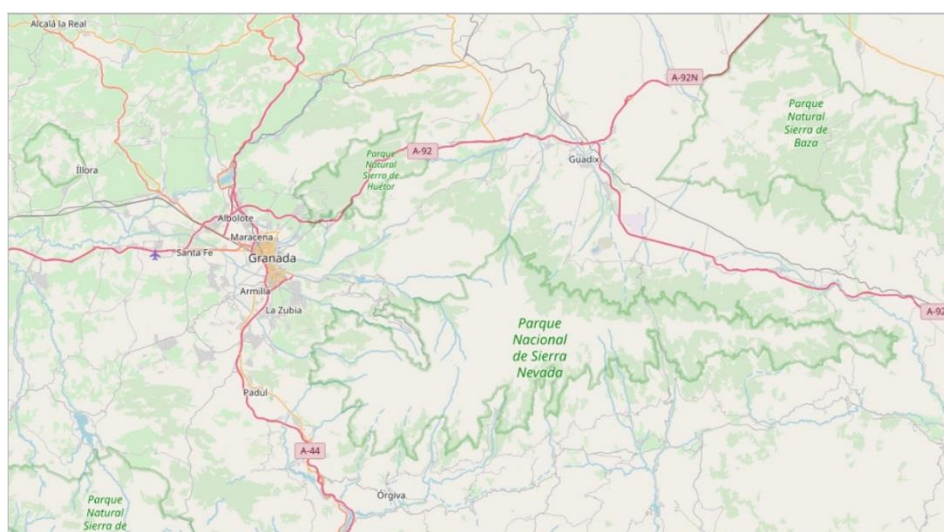 Alcalá la Real
A-92N
Parque
Natural
Sierra de
Baza
A-92
Parque
Natural
Sierra de
Huétor
Guadix
Íllora
Albolote
Maracena
Santa Fe
Granada
Armilla
La Zubia
A-92
Parque
Nacional
de Sierra
Nevada
Padul
A-44
Órgiva
Parque
Natural
Sierra de